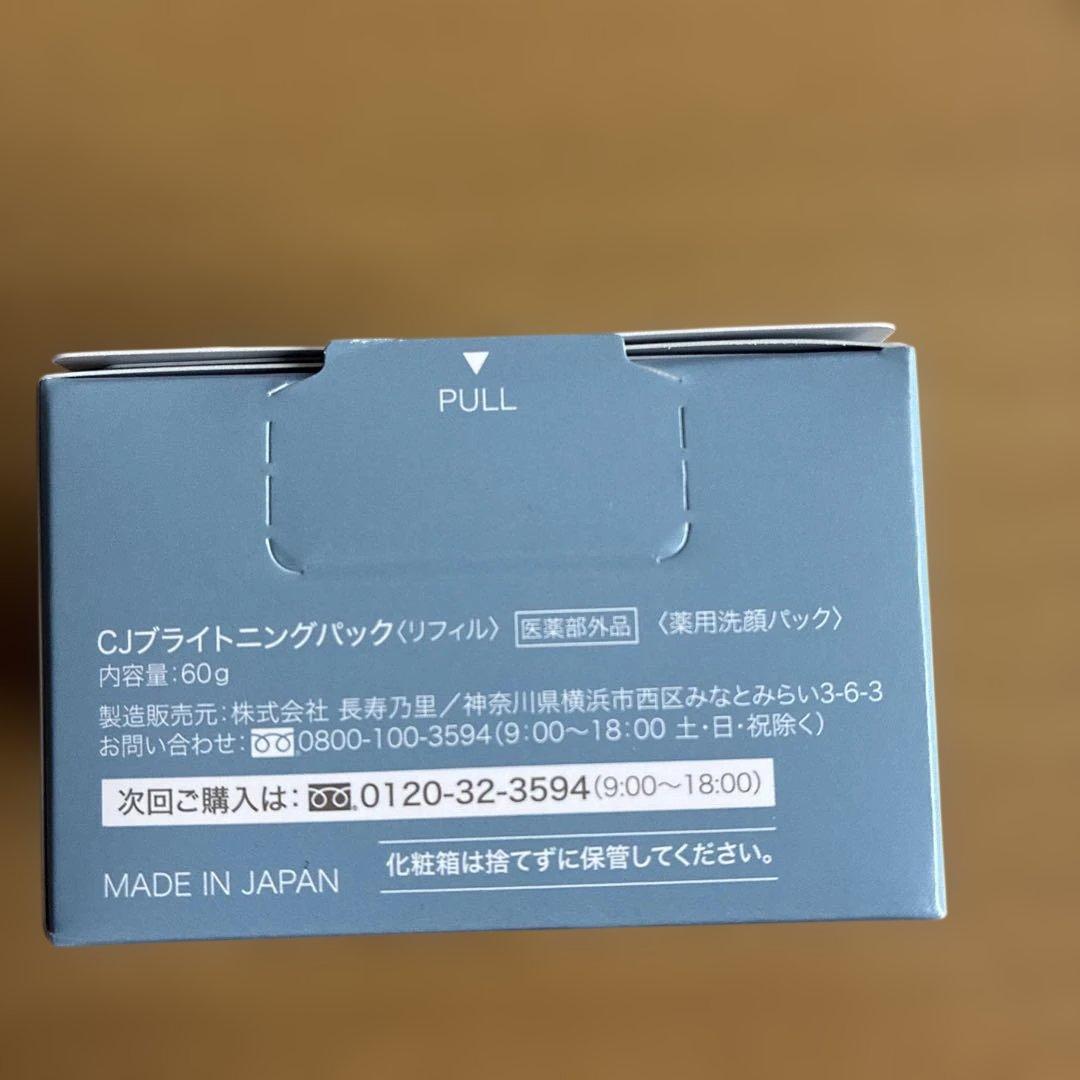 PULL
CJブライトニングパック〈リフィル〉 医薬部外品 〈薬用洗顔パック〉
内容量:60g
製造販売元:株式会社 長寿乃里／神奈川県横浜市西区みなとみらい3-6-3
お問い合わせ:0800-100-3594(9:00〜18:00 土・日・祝除く)
次回ご購入は:0120-32-3594(9:00〜18:00)
MADE IN JAPAN 化粧箱は捨てずに保管してください。